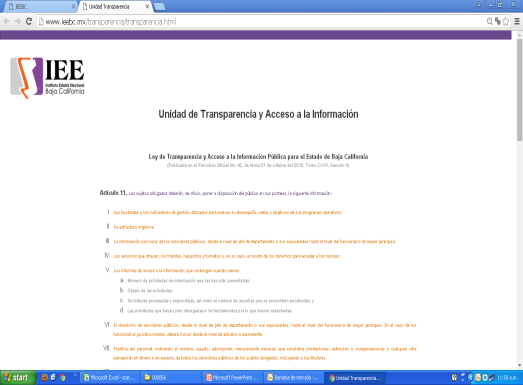 IEEBC
Unidad Transparencia
www.ieebc.mx/transparencia/transparencia.html
IEE
Instituto Estatal Electoral
Baja California
Unidad de Transparencia y Acceso a la Información
Ley de Transparencia y Acceso a la Información Pública para el Estado de Baja California
(Publicada en el Periódico Oficial No. 42, de fecha 01 de octubre del 2010, Tomo CXVII, Sección II)
Artículo 11. Los sujetos obligados deberán, de oficio, poner a disposición del público en sus portales, la siguiente información:
I. Sus facultades y los indicadores de gestión utilizados para evaluar su desempeño, metas y objetivos de sus programas operativos;
II. Su estructura orgánica;
III. La información curricular de los servidores públicos, desde el nivel de jefe de departamento o sus equivalentes hasta el nivel del funcionario de mayor jerarquía.
IV. Los servicios que ofrecen, los trámites, requisitos y formatos y, en su caso, el monto de los derechos para acceder a los mismos;
V. Los informes de acceso a la información, que contengan cuando menos:
a. Número de solicitudes de información que les han sido presentadas;
b. Objeto de las solicitudes;
c. Solicitudes procesadas y respondidas, así como el número de aquellas que se encuentren pendientes; y
d. Las solicitudes que hayan sido denegadas y los fundamentos por lo que fueron desechadas.
VI. El directorio de servidores públicos, desde el nivel de jefe de departamento o sus equivalentes, hasta el nivel del funcionario de mayor jerarquía. En el caso de los
funcionarios jurisdiccionales, deberá incluir desde el nivel de actuario o equivalente.
VII. Plantilla del personal indicando el nombre, puesto, adscripción, remuneración mensual que considere prestaciones, estímulos o compensaciones y cualquier otra
percepción en dinero o en especie, de todos los servidores públicos de los sujetos obligados, incluyendo a sus titulares;
start
Microsoft Excel - stat...
000056
Microsoft PowerPoint ...
Bandeja de entrada - ...
Unidad Transparencia...